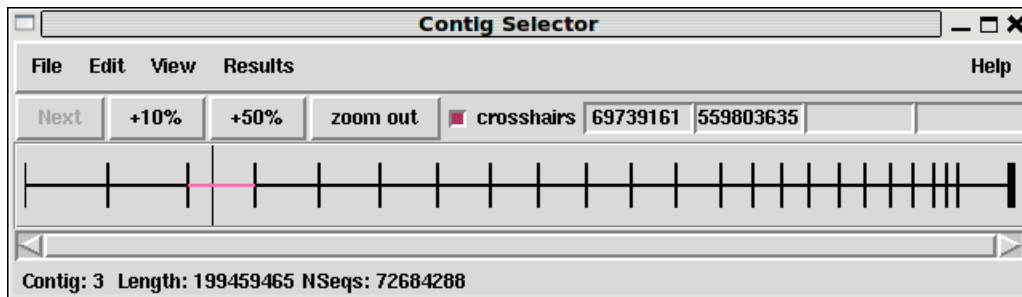 Contig Selector
File Edit View Results Help
Next +10% +50% zoom out crosshairs 69739161 559803635
Contig: 3 Length: 199459465 NSeqs: 72684288